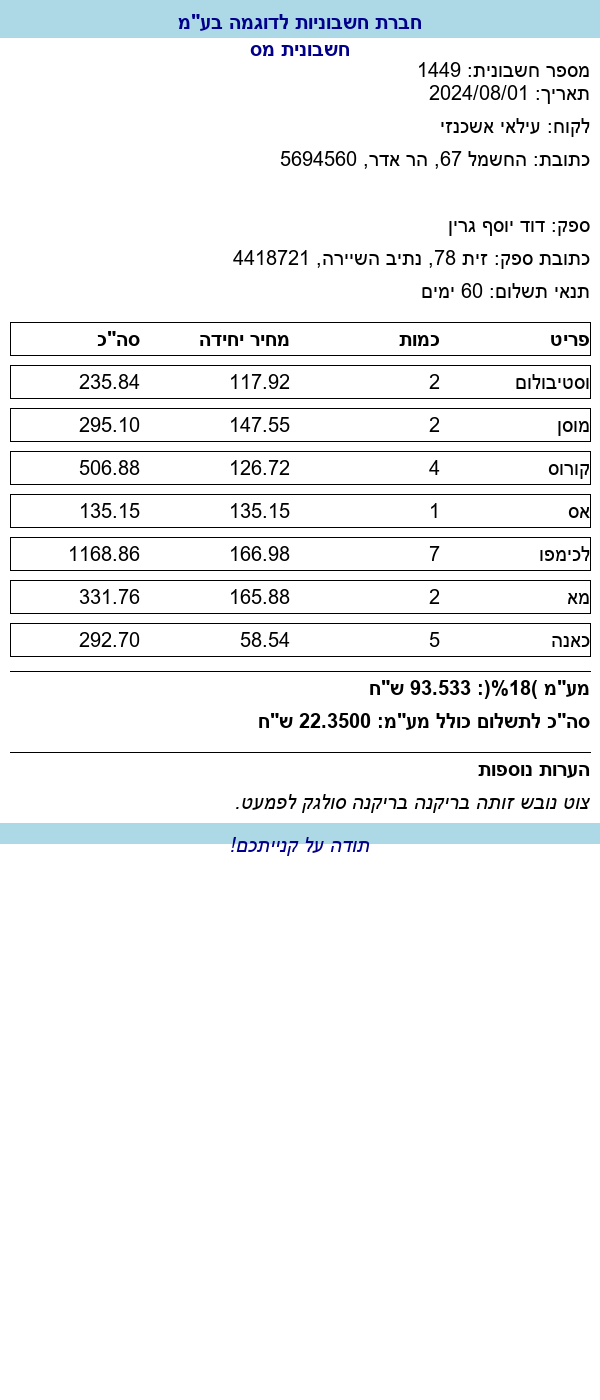 חברת חשבוניות לדוגמה בע"מ
חשבונית מס
מספר חשבונית: 1449
תאריך: 2024/08/01
לקוח: עילאי אשכנזי
כתובת: החשמל 67, הר אדר, 5694560
ספק: דוד יוסף גרין
כתובת ספק: זית 78, נתיב השיירה, 4418721
תנאי תשלום: 60 ימים
פריט כמות מחיר יחידה סה"כ
וסטיבולום 2 117.92 235.84
מוסן 2 147.55 295.10
קורוס 4 126.72 506.88
אס 1 135.15 135.15
לכימפו 7 166.98 1168.86
מא 2 165.88 331.76
כאנה 5 58.54 292.70
מע"מ )18%(: 93.533 ש"ח
סה"כ לתשלום כולל מע"מ: 22.3500 ש"ח
הערות נוספות
צוט נובש זותה בריקנה בריקנה סולגק לפמעט.
תודה על קנייתכם!